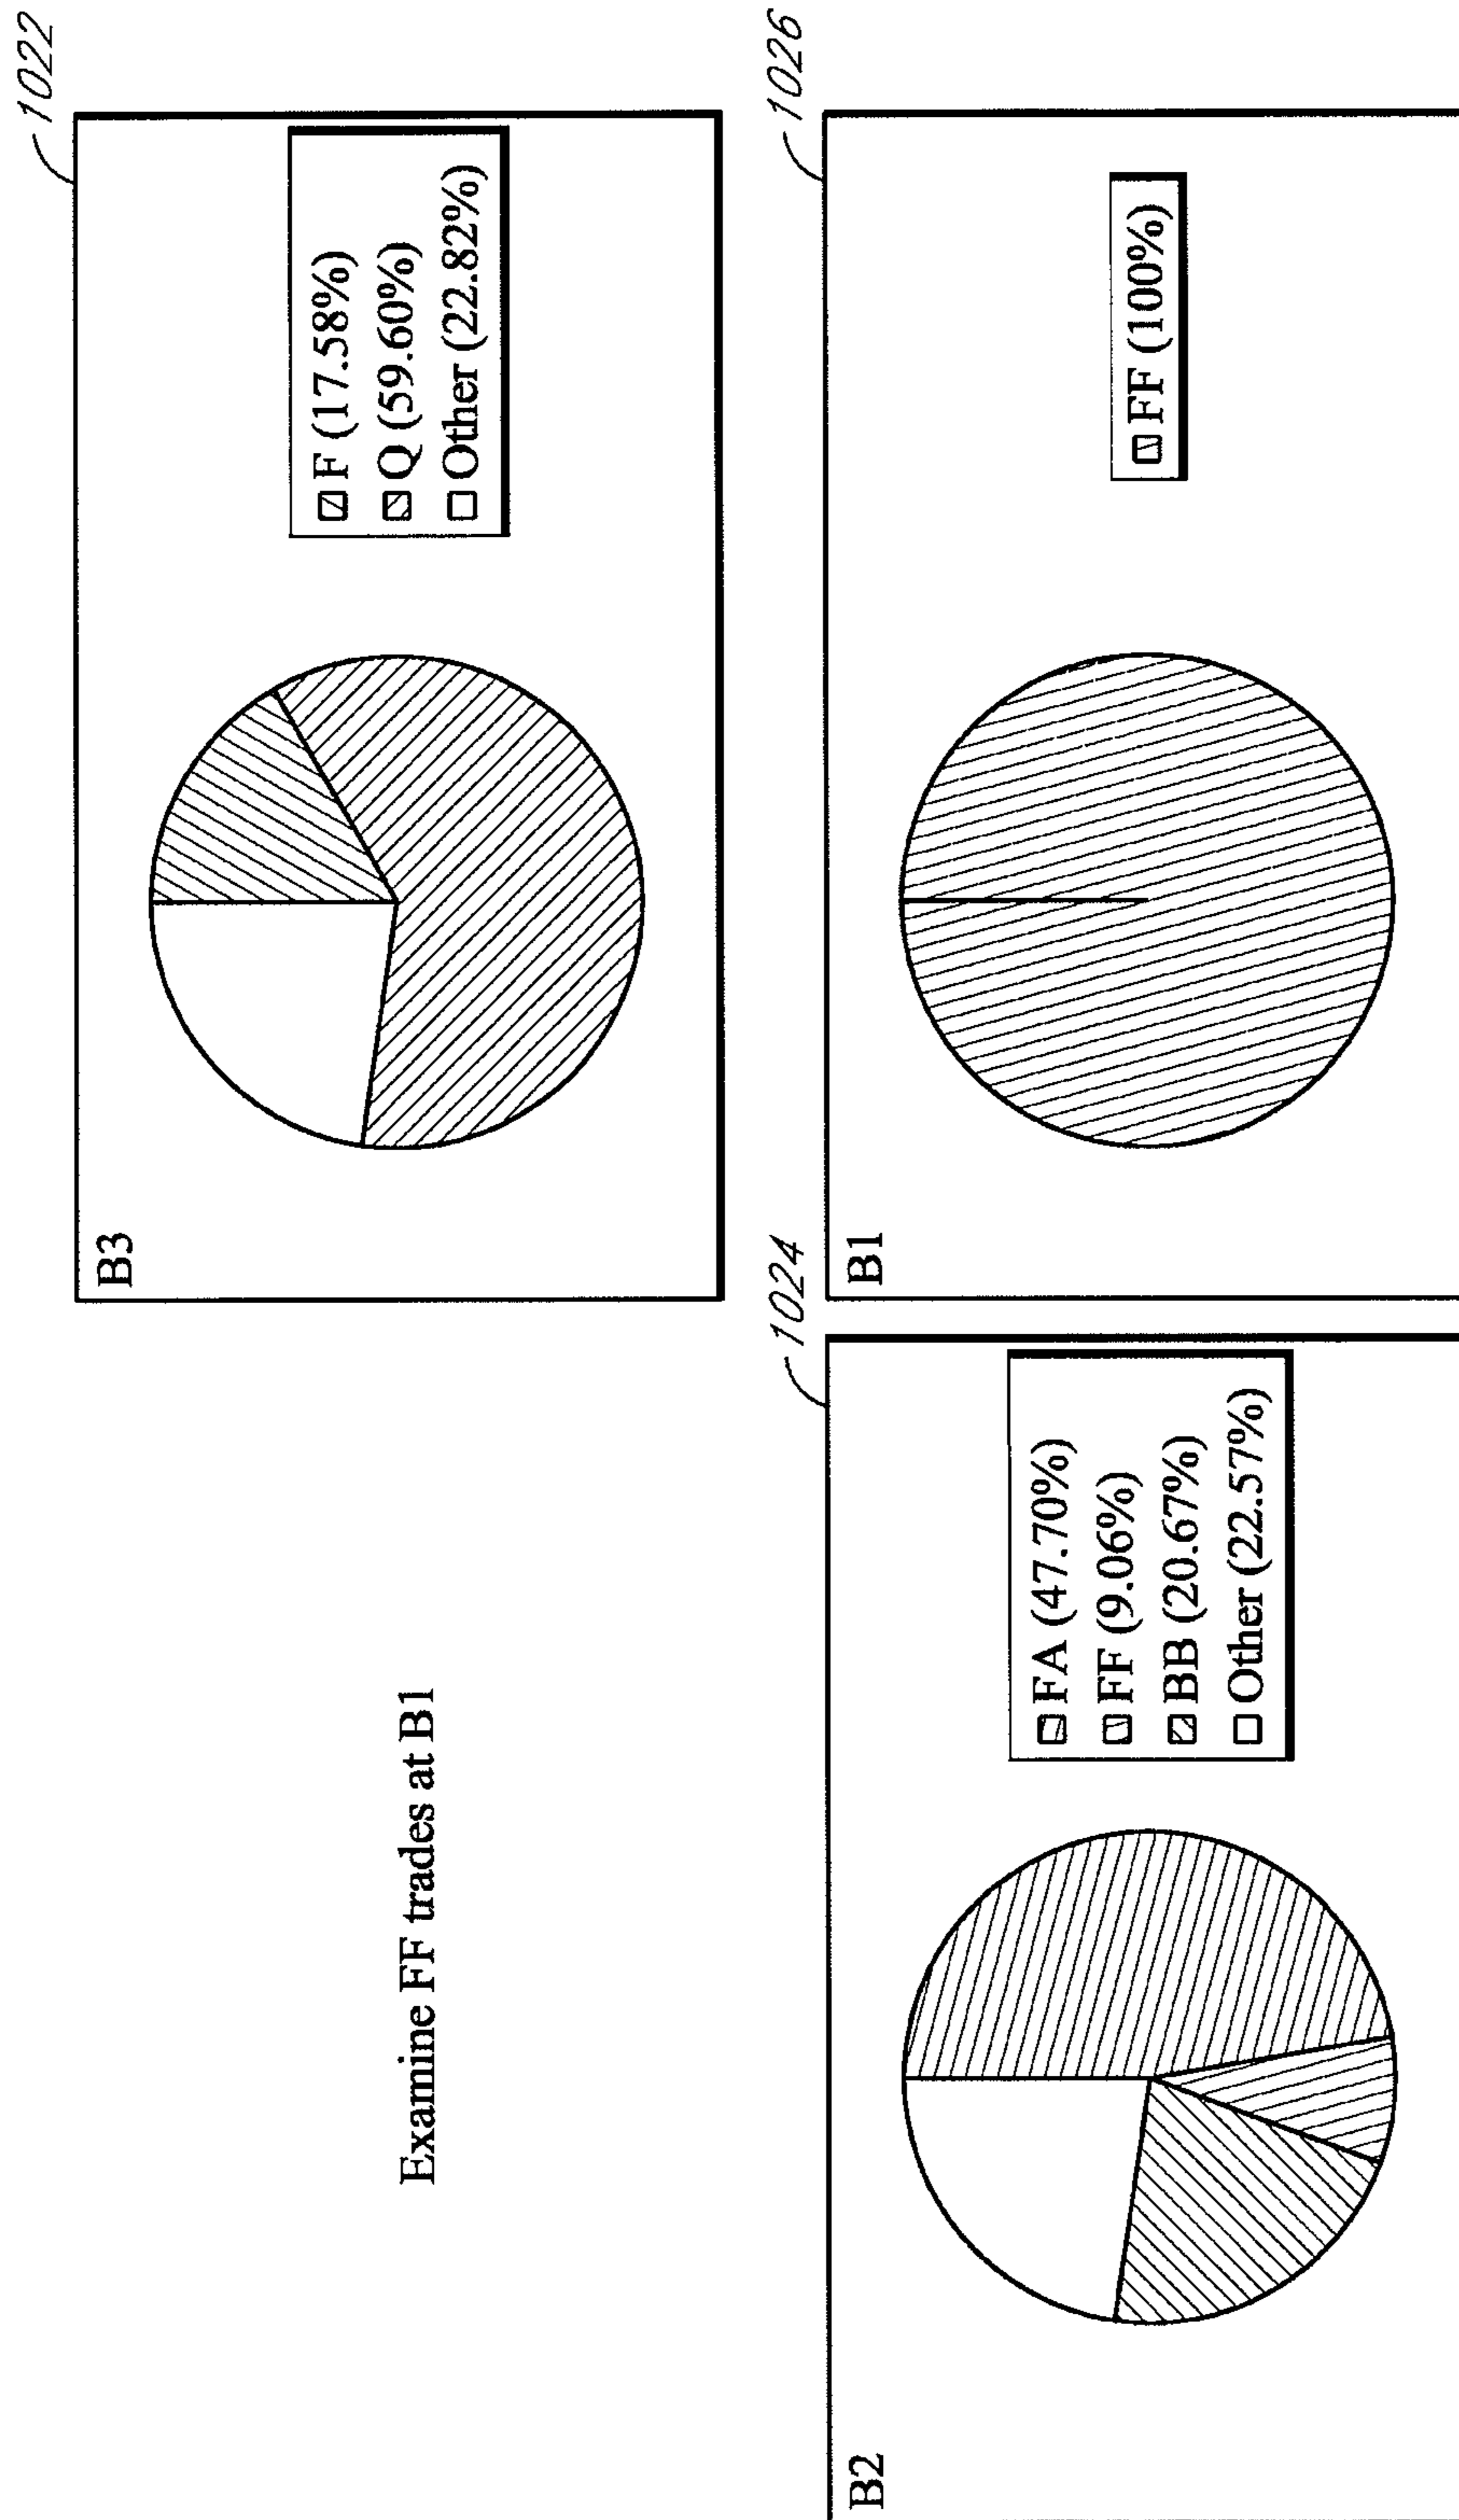 Examine FF trades at B1
1022
B3
F (17.58%)
Q (59.60%)
Other (22.82%)
1024
B2
FA (47.70%)
FF (9.06%)
BB (20.67%)
Other (22.57%)
1026
B1
FF (100%)